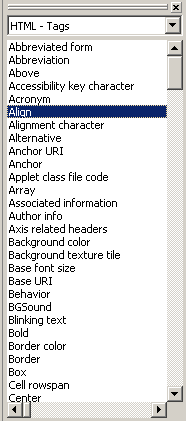 HTML - Tags
Abbreviated form
Abbreviation
Above
Accessibility key character
Acronym
Align
Alignment character
Alternative
Anchor URI
Anchor
Applet class file code
Array
Associated information
Author info
Axis related headers
Background color
Background texture tile
Base font size
Base URI
Behavior
BGSound
Blinking text
Bold
Border color
Border
Box
Cell rowspan
Center